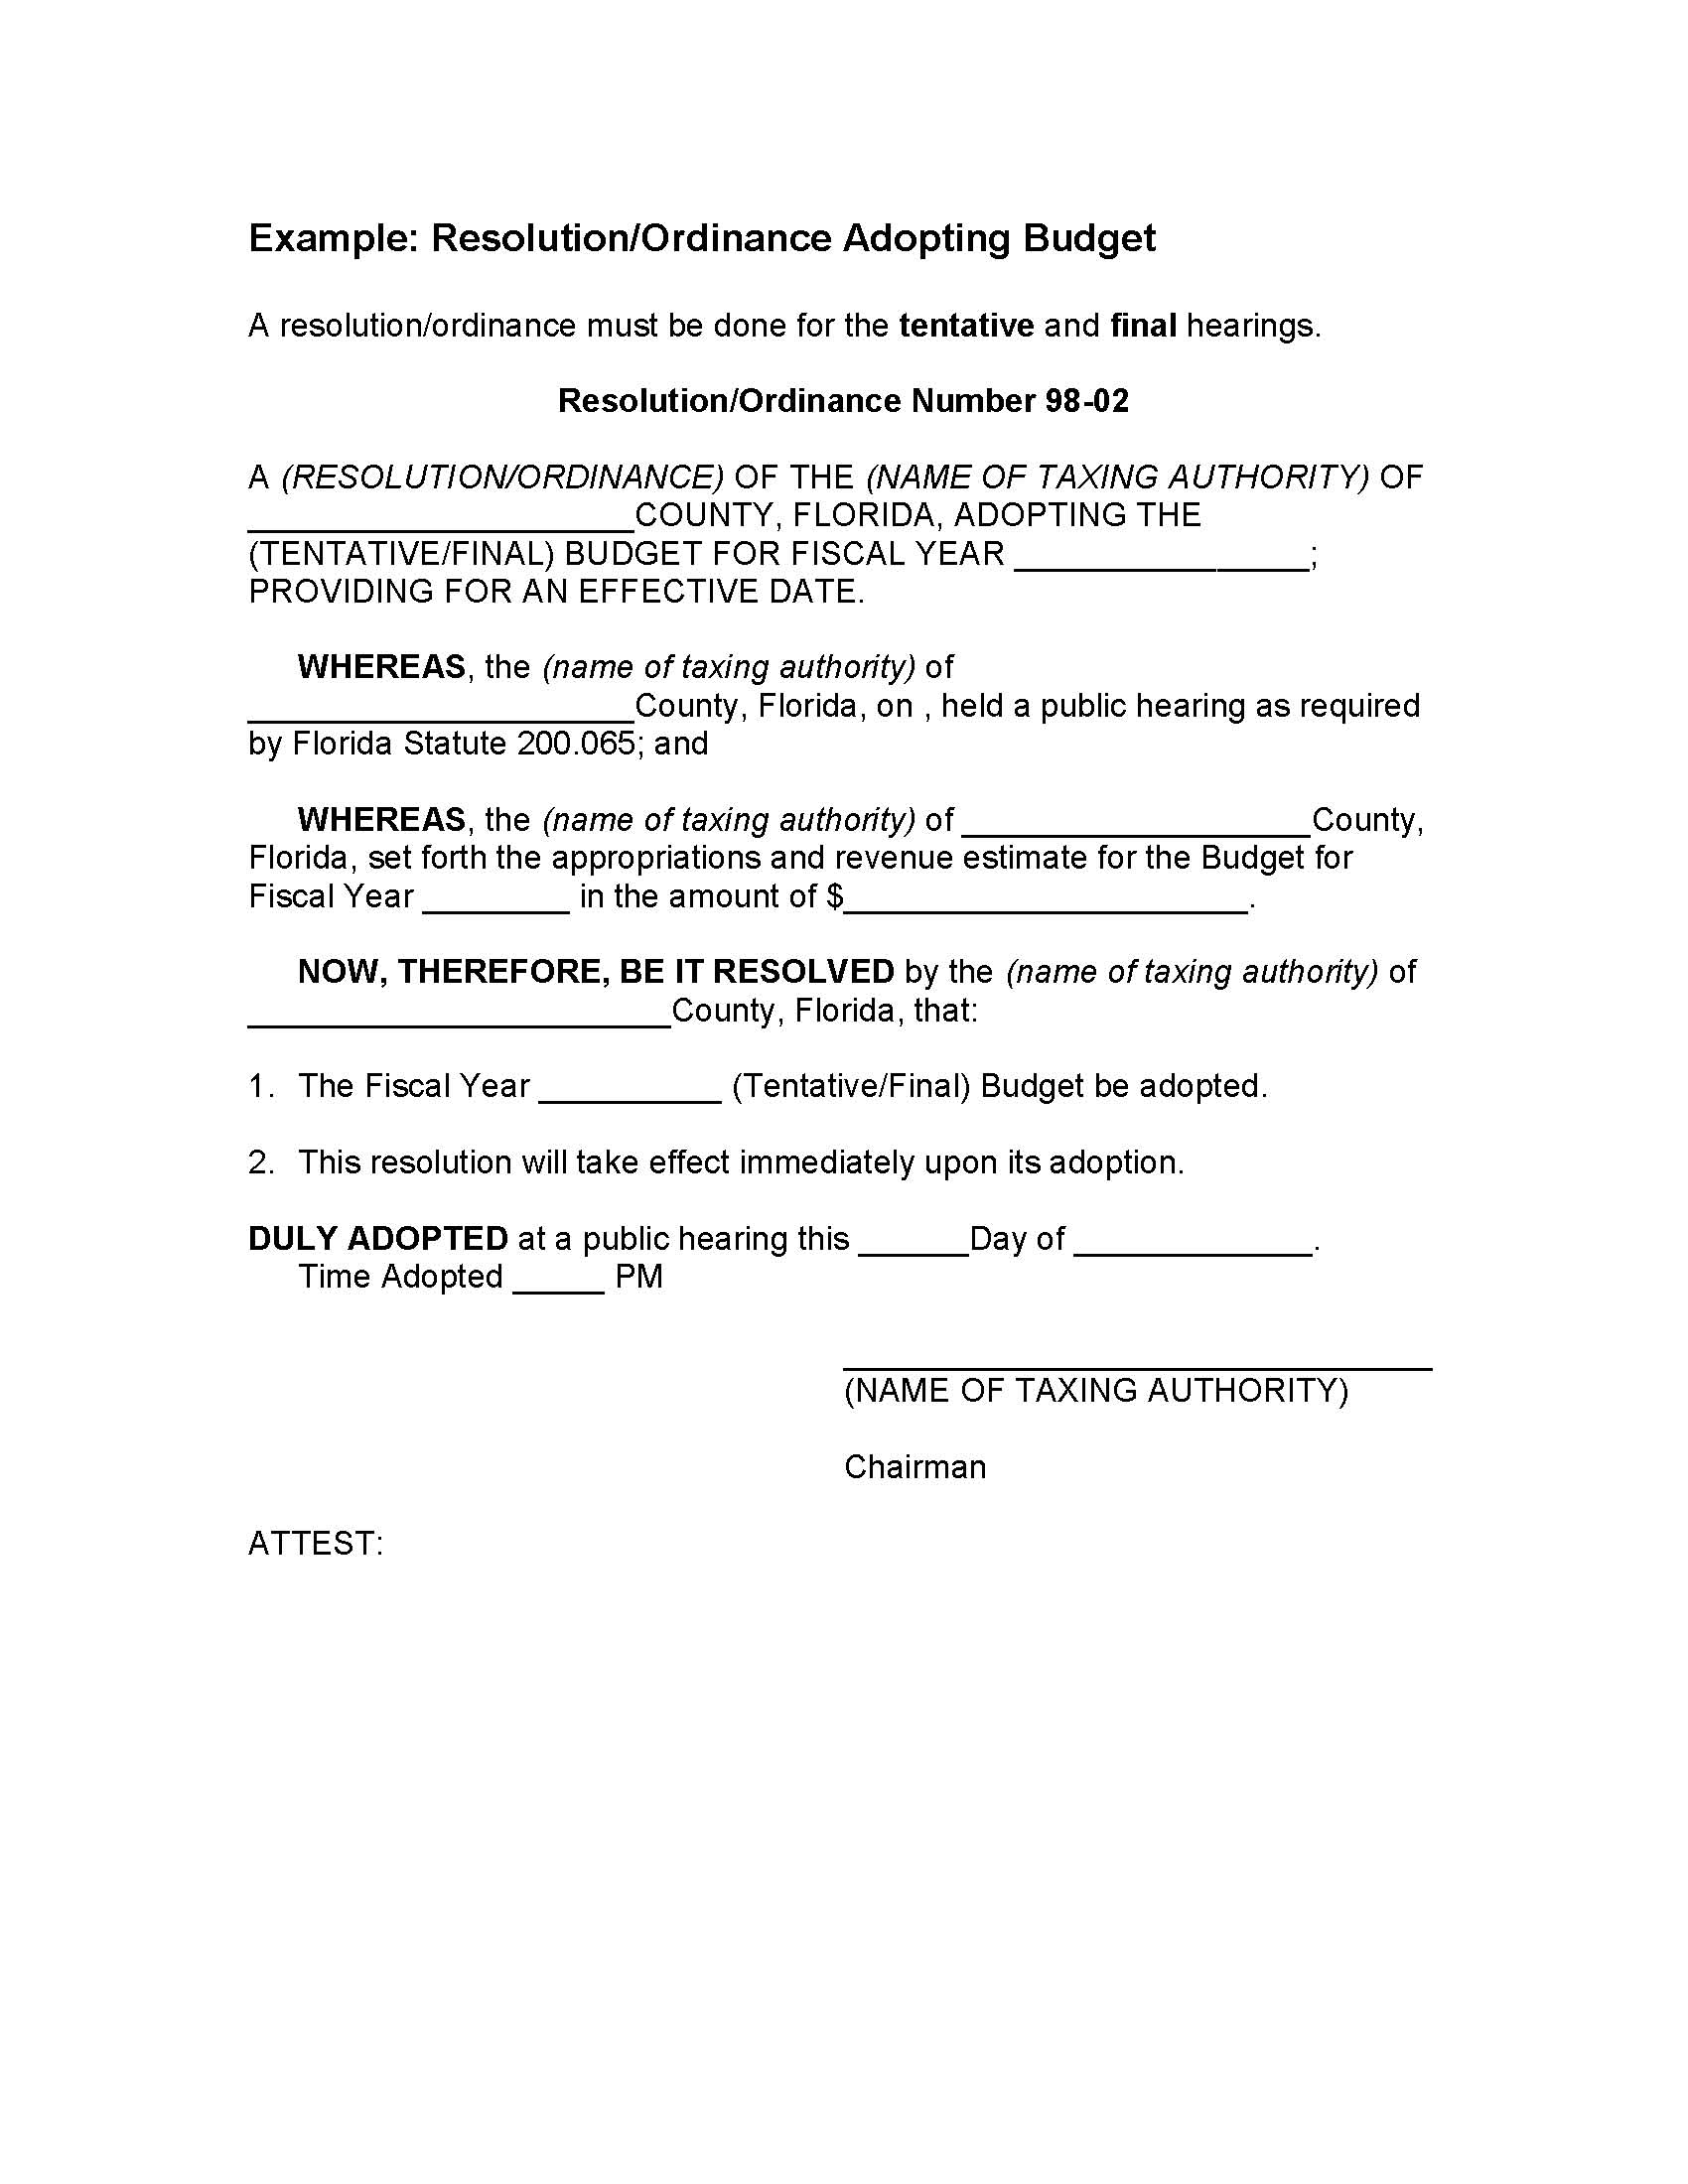 Example: Resolution/Ordinance Adopting Budget
A resolution/ordinance must be done for the tentative and final hearings.
Resolution/Ordinance Number 98-02
A (RESOLUTION/ORDINANCE) OF THE (NAME OF TAXING AUTHORITY) OF
_____________________COUNTY, FLORIDA, ADOPTING THE
(TENTATIVE/FINAL) BUDGET FOR FISCAL YEAR ________________;
PROVIDING FOR AN EFFECTIVE DATE.
WHEREAS, the (name of taxing authority) of
_____________________County, Florida, on , held a public hearing as required
by Florida Statute 200.065; and
WHEREAS, the (name of taxing authority) of ___________________County,
Florida, set forth the appropriations and revenue estimate for the Budget for
Fiscal Year ________ in the amount of $______________________.
NOW, THEREFORE, BE IT RESOLVED by the (name of taxing authority) of
_______________________County, Florida, that:
1. The Fiscal Year __________ (Tentative/Final) Budget be adopted.
2. This resolution will take effect immediately upon its adoption.
DULY ADOPTED at a public hearing this ______Day of _____________.
Time Adopted _____ PM
________________________________
(NAME OF TAXING AUTHORITY)
Chairman
ATTEST: